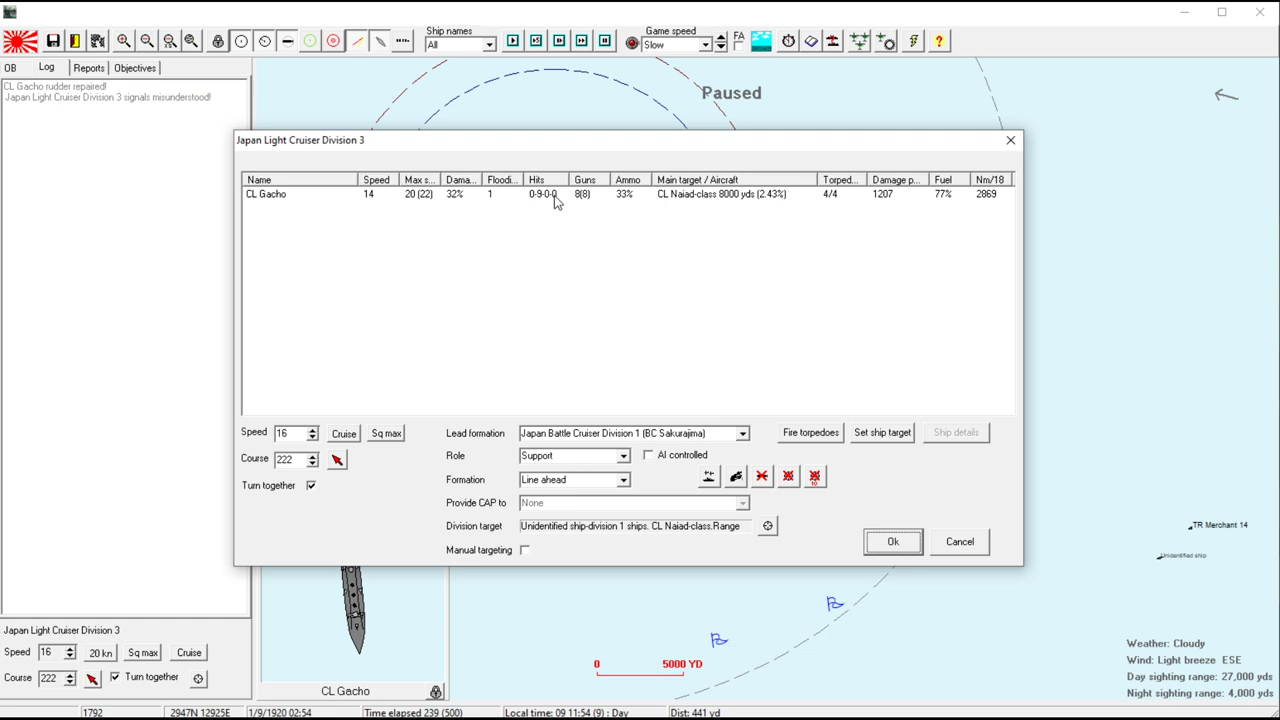 Ship names
All
Game speed
Slow
FA
OB Log Reports Objectives
CL Gacho rudder repaired!
Japan Light Cruiser Division 3 signals misunderstood!
Paused
Japan Light Cruiser Division 3
Name Speed Max s... Dama... Floodi... Hits Guns Ammo Main target / Aircraft Torped... Damage p... Fuel Nm/18
CL Gacho 14 20 (22) 32% 1 0-9-0-0 8(8) 33% CL Naiad-class 8000 yds (2.43%) 4/4 1207 77% 2869
Speed 16 Cruise Sq max
Course 222
Turn together
Lead formation Japan Battle Cruiser Division 1 (BC Sakurajima)
Role Support AI controlled
Formation Line ahead
Provide CAP to None
Division target Unidentified ship-division 1 ships. CL Naiad-class.Range
Manual targeting
Fire torpedoes Set ship target Ship details
10
Ok Cancel
TR Merchant 14
Unidentified ship
Japan Light Cruiser Division 3
Speed 16 20 kn Sq max Cruise
Course 222 Turn together
CL Gacho
0 5000 YD
Weather: Cloudy
Wind: Light breeze ESE
Day sighting range: 27,000 yds
Night sighting range: 4,000 yds
1792 2947N 12925E 1/9/1920 02:54 Time elapsed 239 (500) Local time: 09 11:54 (9) : Day Dist: 441 yd